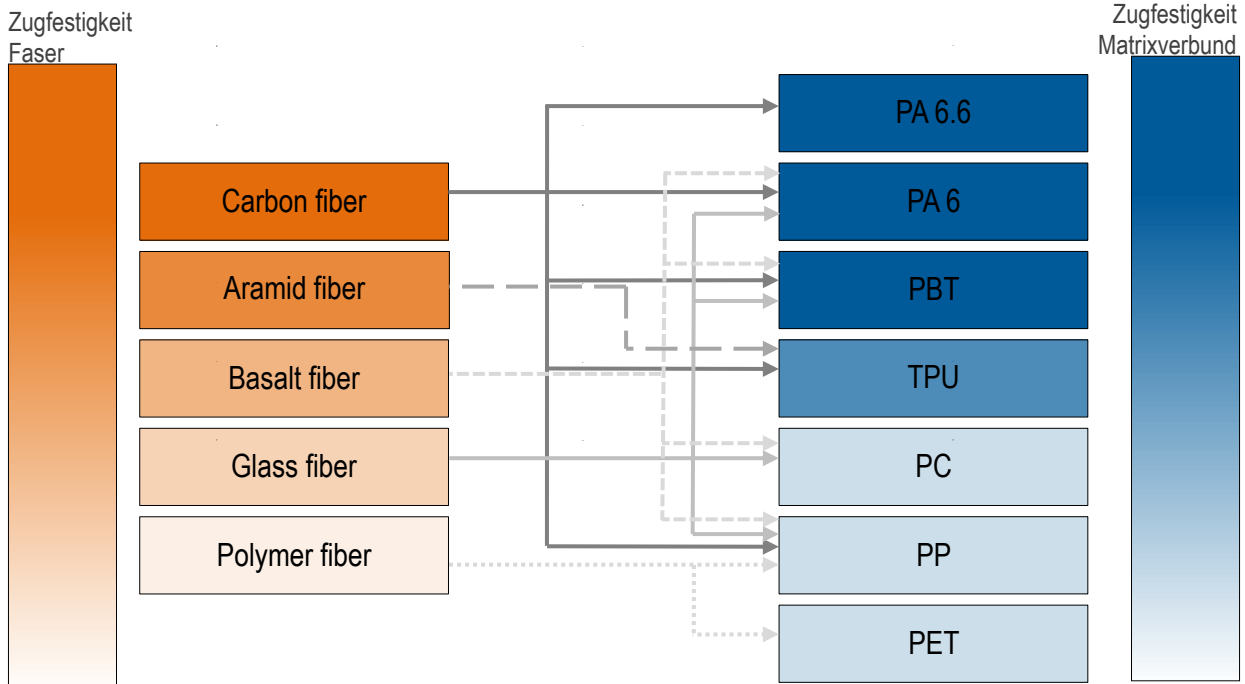 Zugfestigkeit
Faser
Zugfestigkeit
Matrixverbund
Carbon fiber
Aramid fiber
Basalt fiber
Glass fiber
Polymer fiber
PA 6.6
PA 6
PBT
TPU
PC
PP
PET